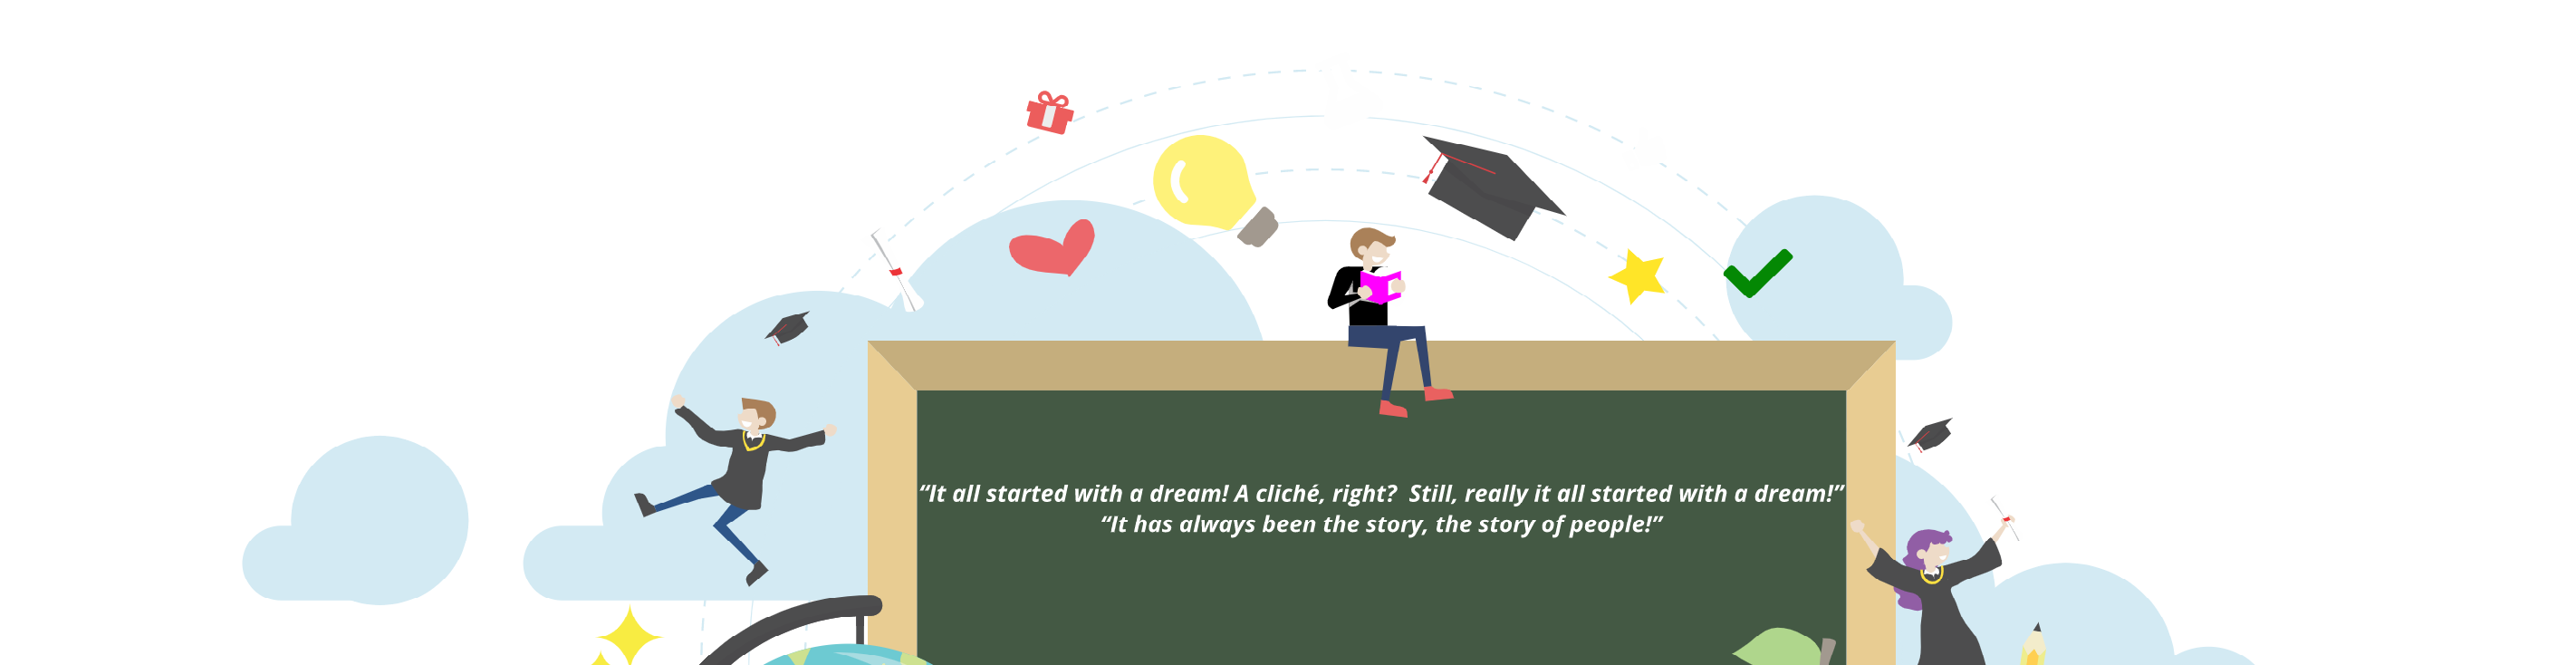 “It all started with a dream! A cliché, right?  Still, really it all started with a dream!”
“It has always been the story, the story of people!”